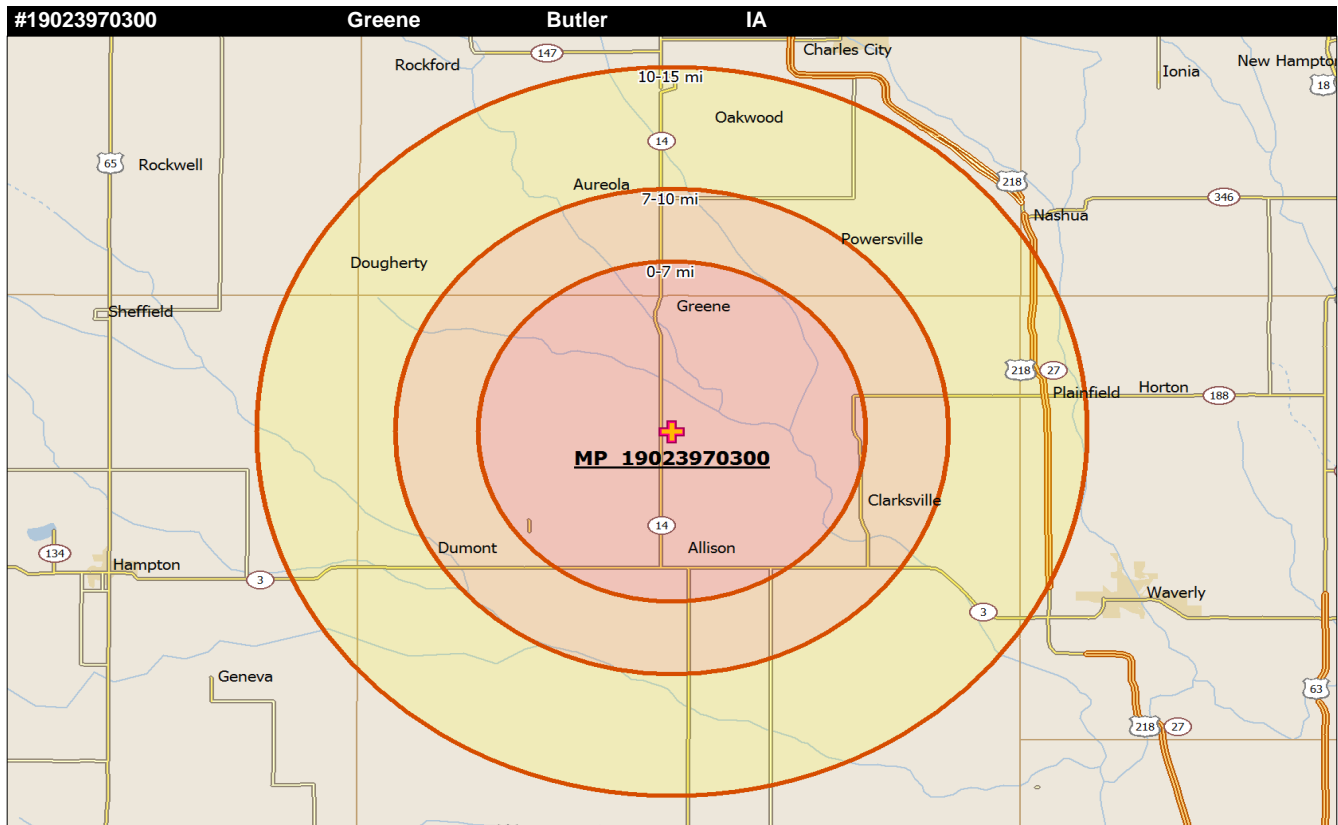 #19023970300 Greene Butler IA
147
Charles City
Rockford
Ionia
New Hampton
10-15 mi
18
Oakwood
14
65
Rockwell
218
Aureola
7-10 mi
346
Nashua
Powersville
Dougherty
0-7 mi
Greene
Sheffield
218
27
Horton
Plainfield
188
MP 19023970300
Clarksville
14
Dumont
Allison
134
Hampton
3
Waverly
3
Geneva
63
218
27